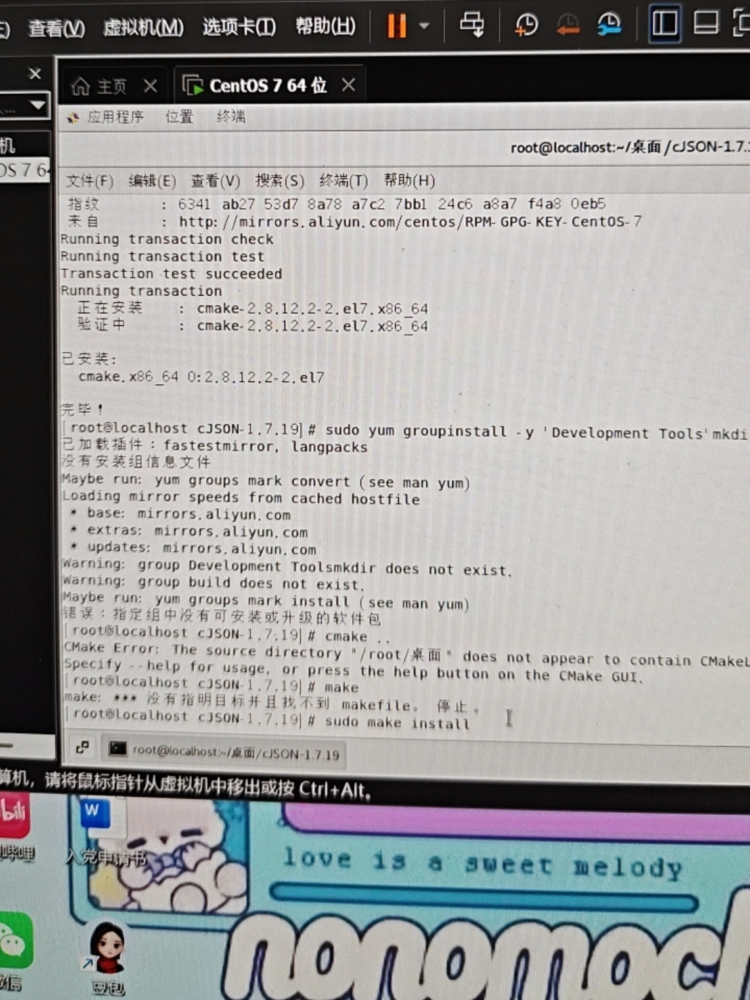 查看(V) 虚拟机(M) 选项卡(T) 帮助(H)
主页 CentOS 7 64 位
应用程序 位置 终端
机
OS 7 64
root@localhost:~/桌面/cJSON-1.7.
文件(F) 编辑(E) 查看(V) 搜索(S) 终端(T) 帮助(H)
指纹 : 6341 ab27 53d7 8a78 a7c2 7bb1 24c6 a8a7 f4a8 0eb5
来自 : http://mirrors.aliyun.com/centos/RPM-GPG-KEY-CentOS-7
Running transaction check
Running transaction test
Transaction test succeeded
Running transaction
正在安装 : cmake-2.8.12.2-2.el7.x86_64
验证中 : cmake-2.8.12.2-2.el7.x86_64
已安装:
cmake.x86_64 0:2.8.12.2-2.el7
完毕！
[root@localhost cJSON-1.7.19]# sudo yum groupinstall -y 'Development Tools'mkdi
已加载插件：fastestmirror, langpacks
没有安装组信息文件
Maybe run: yum groups mark convert (see man yum)
Loading mirror speeds from cached hostfile
* base: mirrors.aliyun.com
* extras: mirrors.aliyun.com
* updates: mirrors.aliyun.com
Warning: group Development Toolsmkdir does not exist.
Warning: group build does not exist.
Maybe run: yum groups mark install (see man yum)
错误：指定组中没有可安装或升级的软件包
[root@localhost cJSON-1.7.19]# cmake ..
CMake Error: The source directory "/root/桌面" does not appear to contain CMakeL
Specify --help for usage, or press the help button on the CMake GUI.
[root@localhost cJSON-1.7.19]# make
make: *** 没有指明目标并且找不到 makefile。 停止。
[root@localhost cJSON-1.7.19]# sudo make install
root@localhost:~/桌面/cJSON-1.7.19
算机，请将鼠标指针从虚拟机中移出或按 Ctrl+Alt。
bili
哔哩
W
入党申请书
love is a sweet melody
nonomoch
微信
豆包